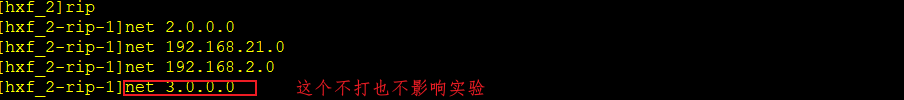 [hxf_2]rip
[hxf_2-rip-1]net 2.0.0.0
[hxf_2-rip-1]net 192.168.21.0
[hxf_2-rip-1]net 192.168.2.0
[hxf_2-rip-1]net 3.0.0.0 这个不打也不影响实验